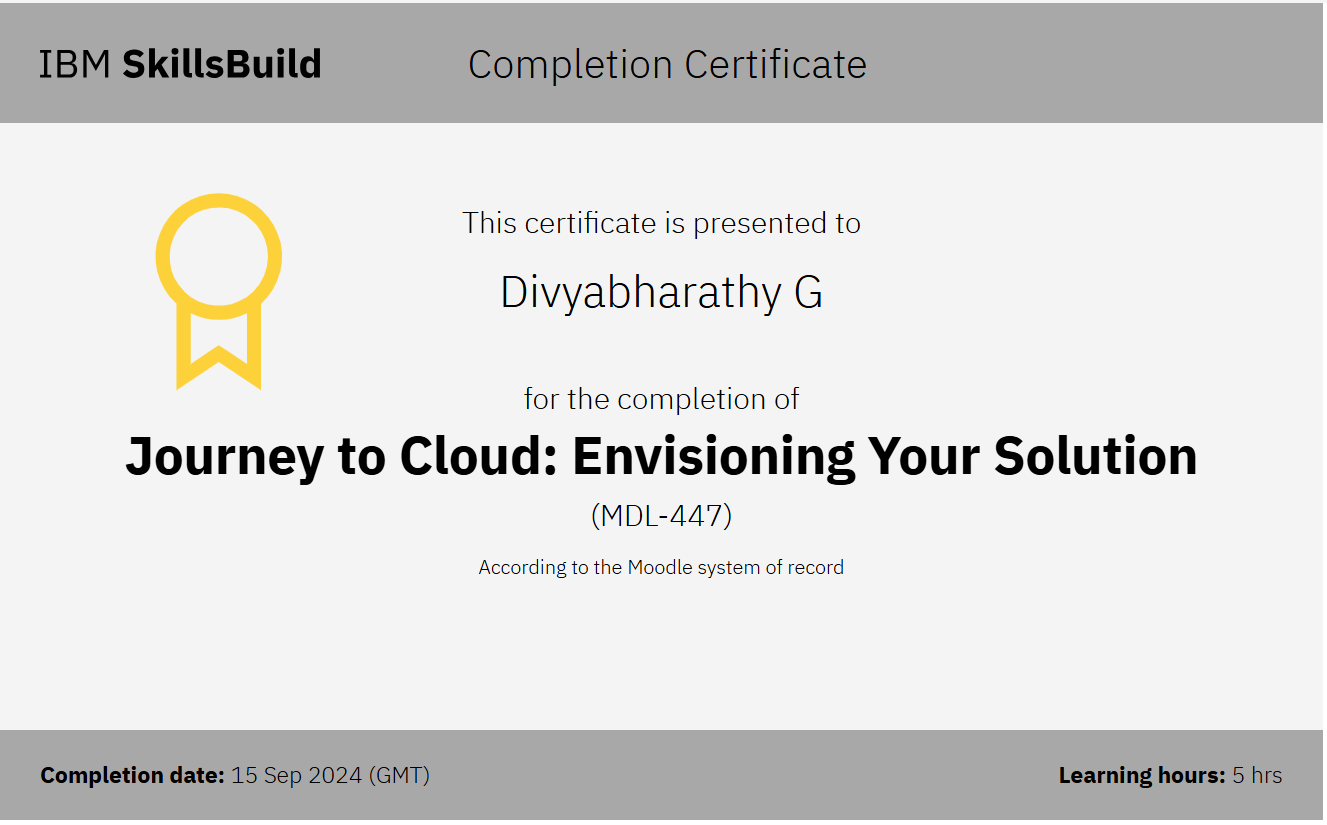 IBM SkillsBuild
Completion Certificate
This certificate is presented to
Divyabharathy G
for the completion of
Journey to Cloud: Envisioning Your Solution
(MDL-447)
According to the Moodle system of record
Completion date: 15 Sep 2024 (GMT)
Learning hours: 5 hrs